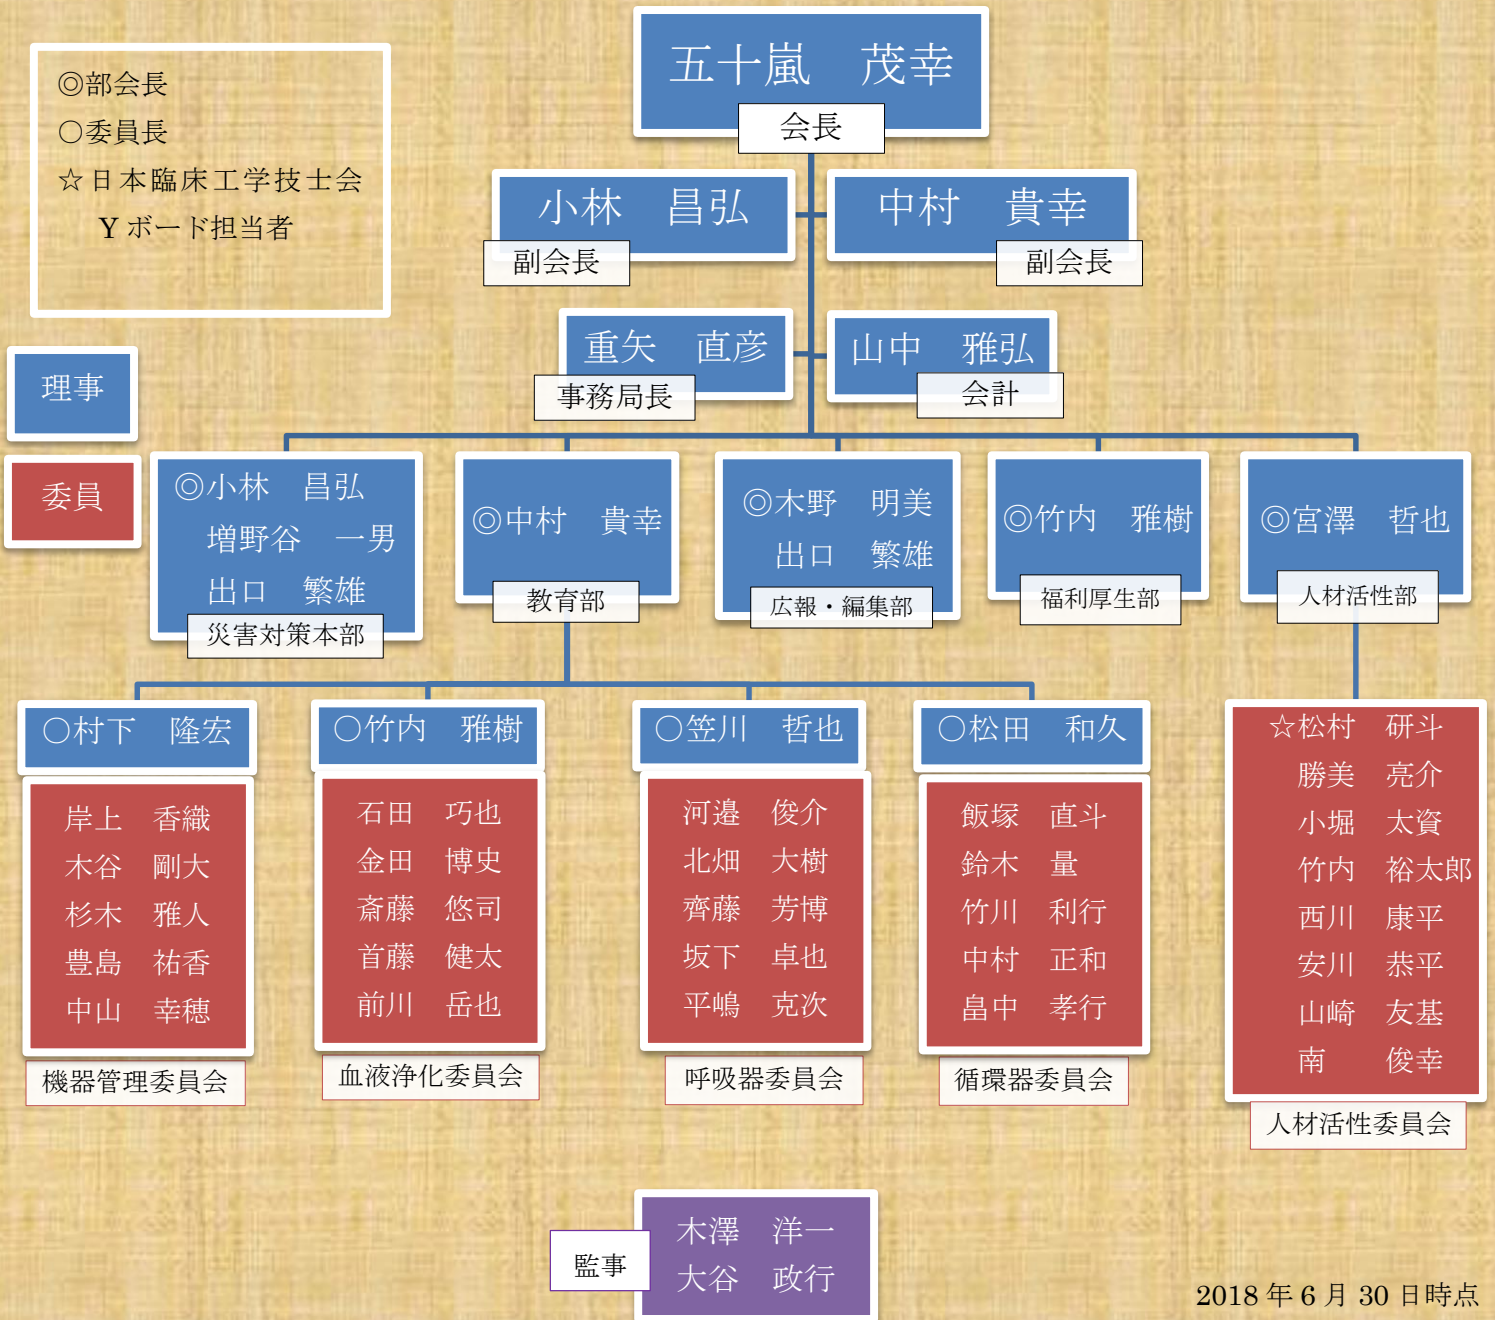 五十嵐　茂幸
会長
◎部会長
○委員長
☆日本臨床工学技士会
Yボード担当者
小林　昌弘
副会長
中村　貴幸
副会長
重矢　直彦
事務局長
山中　雅弘
会計
理事
委員
◎小林　昌弘
増野谷　一男
出口　繁雄
災害対策本部
◎中村　貴幸
教育部
◎木野　明美
出口　繁雄
広報・編集部
◎竹内　雅樹
福利厚生部
◎宮澤　哲也
人材活性部
○村下　隆宏
岸上　香織
木谷　剛大
杉木　雅人
豊島　祐香
中山　幸穂
機器管理委員会
○竹内　雅樹
石田　巧也
金田　博史
斎藤　悠司
首藤　健太
前川　岳也
血液浄化委員会
○笠川　哲也
河邉　俊介
北畑　大樹
齊藤　芳博
坂下　卓也
平嶋　克次
呼吸器委員会
○松田　和久
飯塚　直斗
鈴木　量
竹川　利行
中村　正和
畠中　孝行
循環器委員会
☆松村　研斗
勝美　亮介
小堀　太資
竹内　裕太郎
西川　康平
安川　恭平
山崎　友基
南　　俊幸
人材活性委員会
木澤　洋一
大谷　政行
監事
2018年6月30日時点